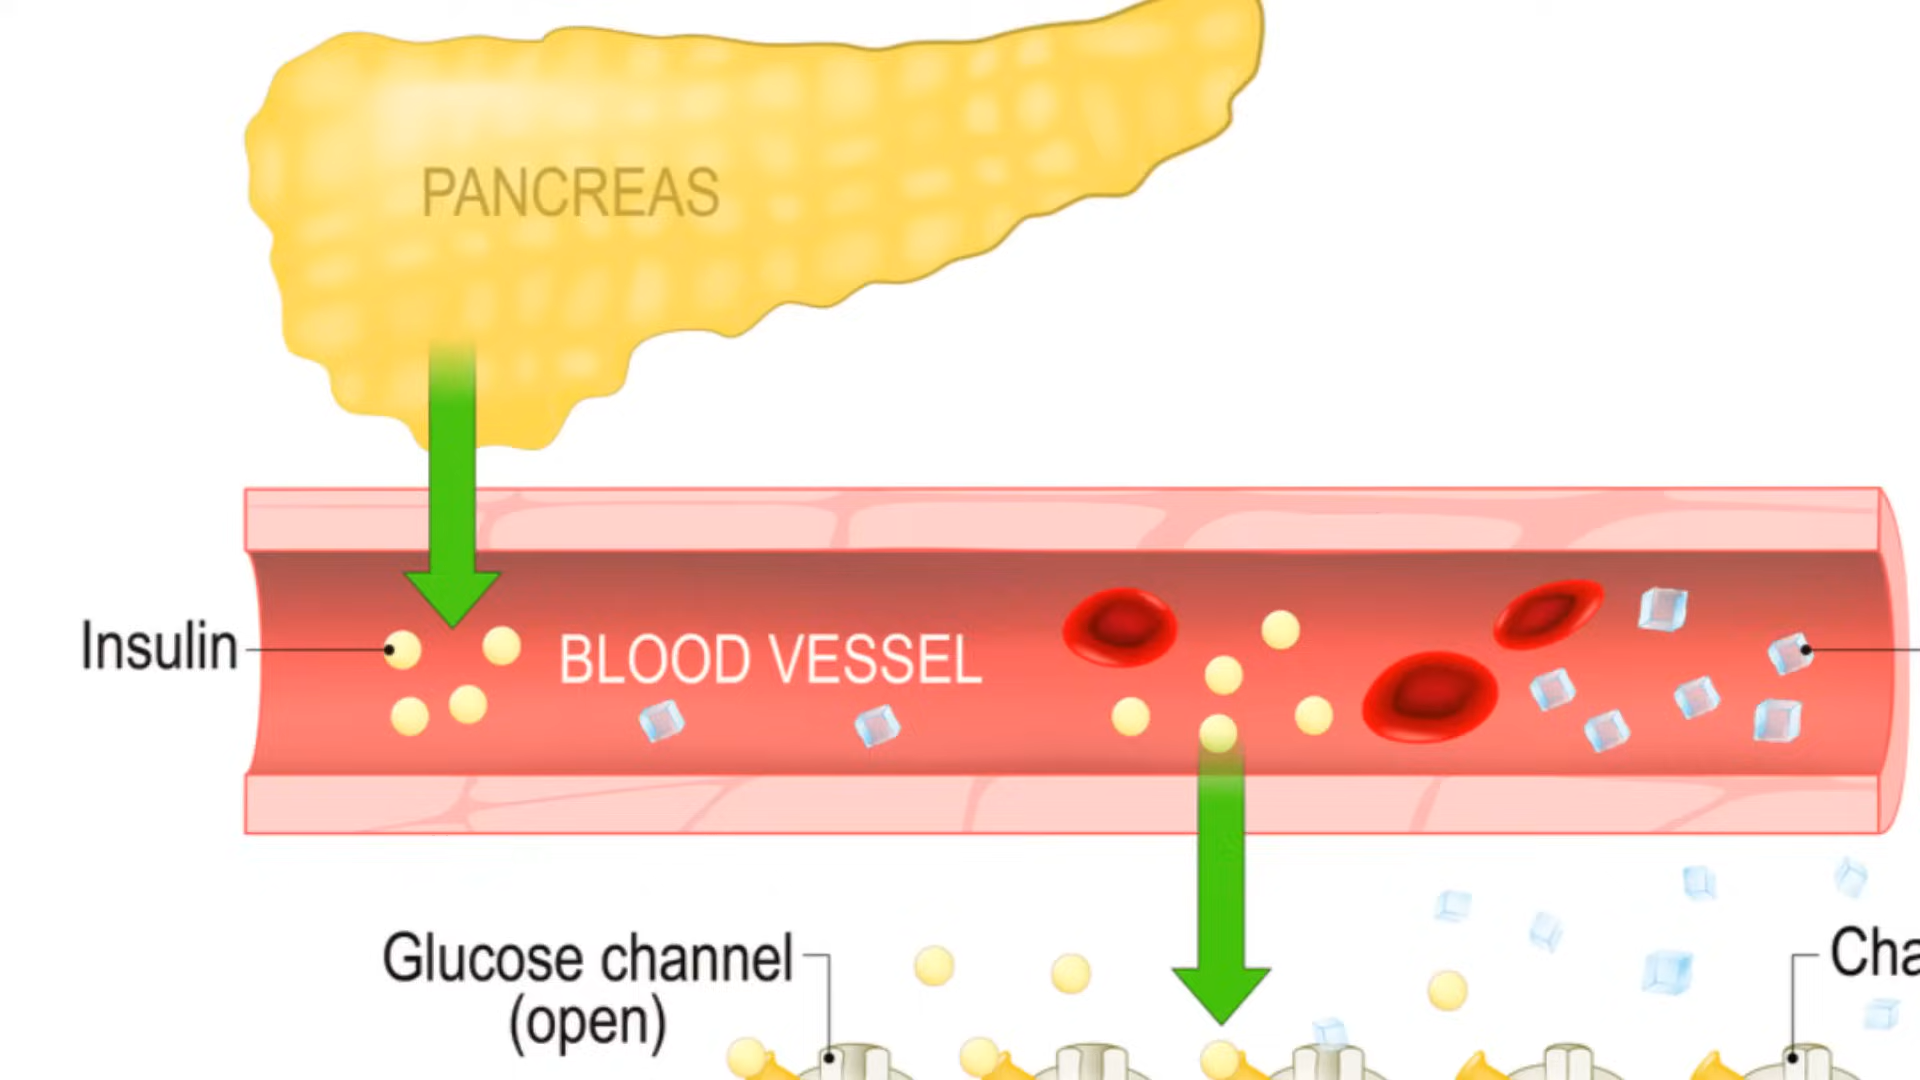 PANCREAS
Insulin
BLOOD VESSEL
Glucose channel
(open)